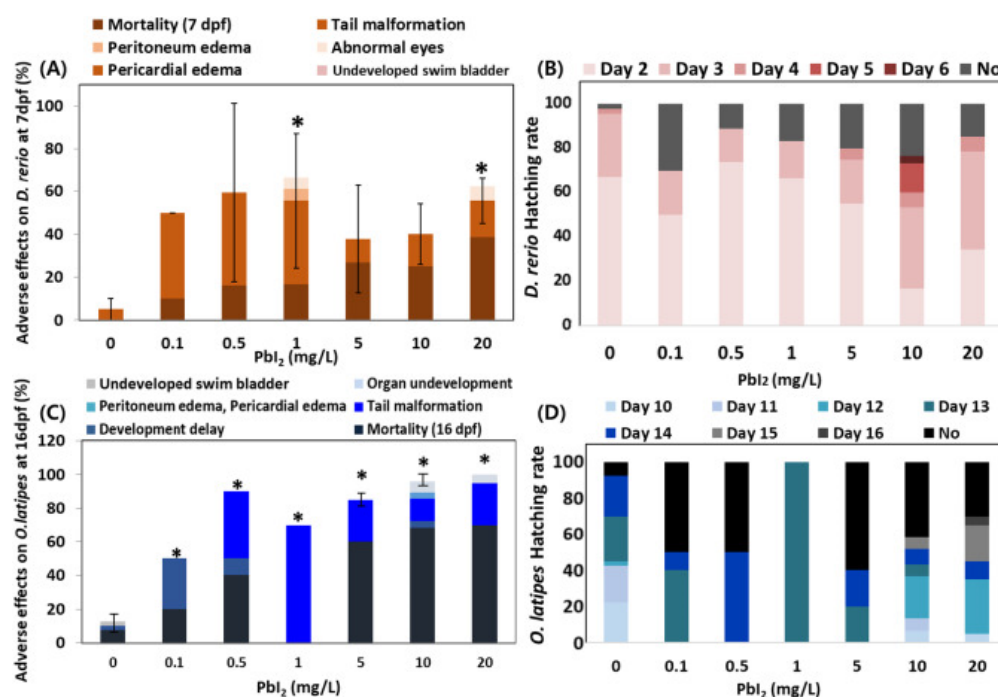 Mortality (7 dpf) Tail malformation
Peritoneum edema Abnormal eyes
Pericardial edema Undeveloped swim bladder
(A)
Adverse effects on D. rerio at 7dpf (%)
100
80
60
40
20
0
* *
0 0.1 0.5 1 5 10 20
PbI₂ (mg/L)
(B)
Day 2 Day 3 Day 4 Day 5 Day 6 No
D. rerio Hatching rate
100
80
60
40
20
0
0 0.1 0.5 1 5 10 20
PbI₂ (mg/L)
Undeveloped swim bladder Organ undevelopment
Peritoneum edema, Pericardial edema Tail malformation
Development delay Mortality (16 dpf)
(C)
Adverse effects on O.latipes at 16dpf (%)
120
100
80
60
40
20
0
* * * * * *
0 0.1 0.5 1 5 10 20
PbI₂ (mg/L)
(D)
Day 10 Day 11 Day 12 Day 13
Day 14 Day 15 Day 16 No
O. latipes Hatching rate
100
80
60
40
20
0
0 0.1 0.5 1 5 10 20
PbI₂ (mg/L)